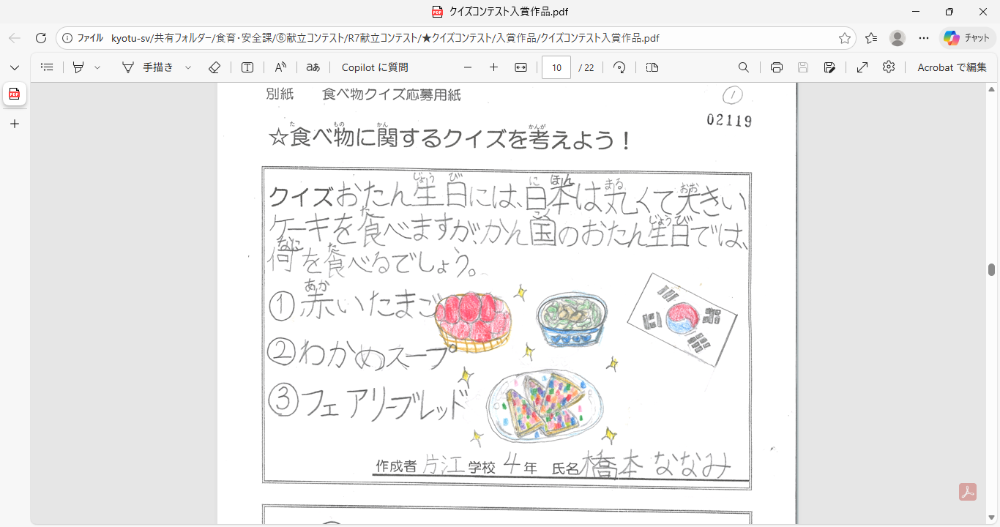 クイズコンテスト入賞作品.pdf
ファイル kyotu-sv/共有フォルダー/食育・安全課/⑥献立コンテスト/R7献立コンテスト/★クイズコンテスト/入賞作品/クイズコンテスト入賞作品.pdf
チャット
手描き
aあ
Copilot に質問
10 / 22
Acrobat で編集
別紙 食べ物クイズ応募用紙
①
02119
☆食べ物に関するクイズを考えよう！
クイズおたん生日には、日本は丸くて大きい
ケーキを食べますが、かん国のおたん生日では、
何を食べるでしょう。
①赤いたまご
②わかめスープ
③フェアリーブレッド
作成者 片江 学校 4年 氏名 橋本 ななみ